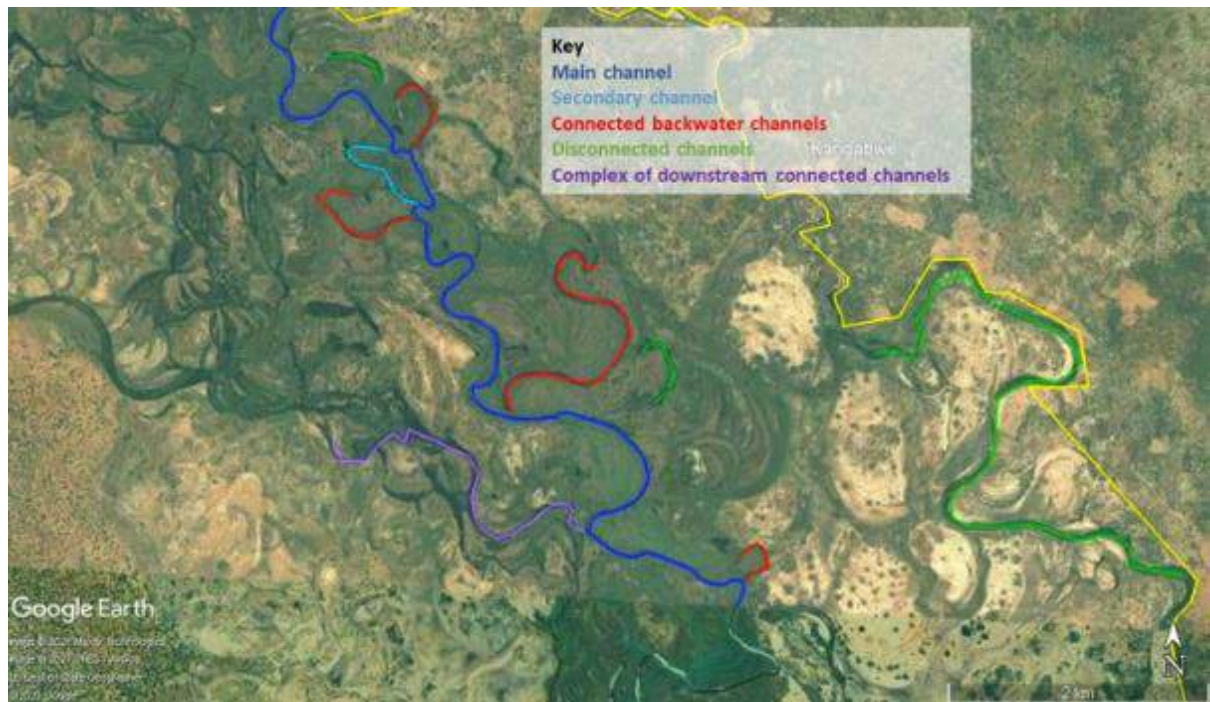 Key
Main channel
Secondary channel
Connected backwater channels
Disconnected channels
Complex of downstream connected channels
Google Earth
N
2 km